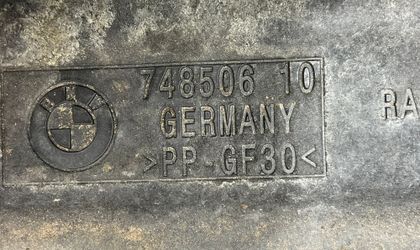 BMW
748506 10
GERMANY
>PP-GF30<
RA